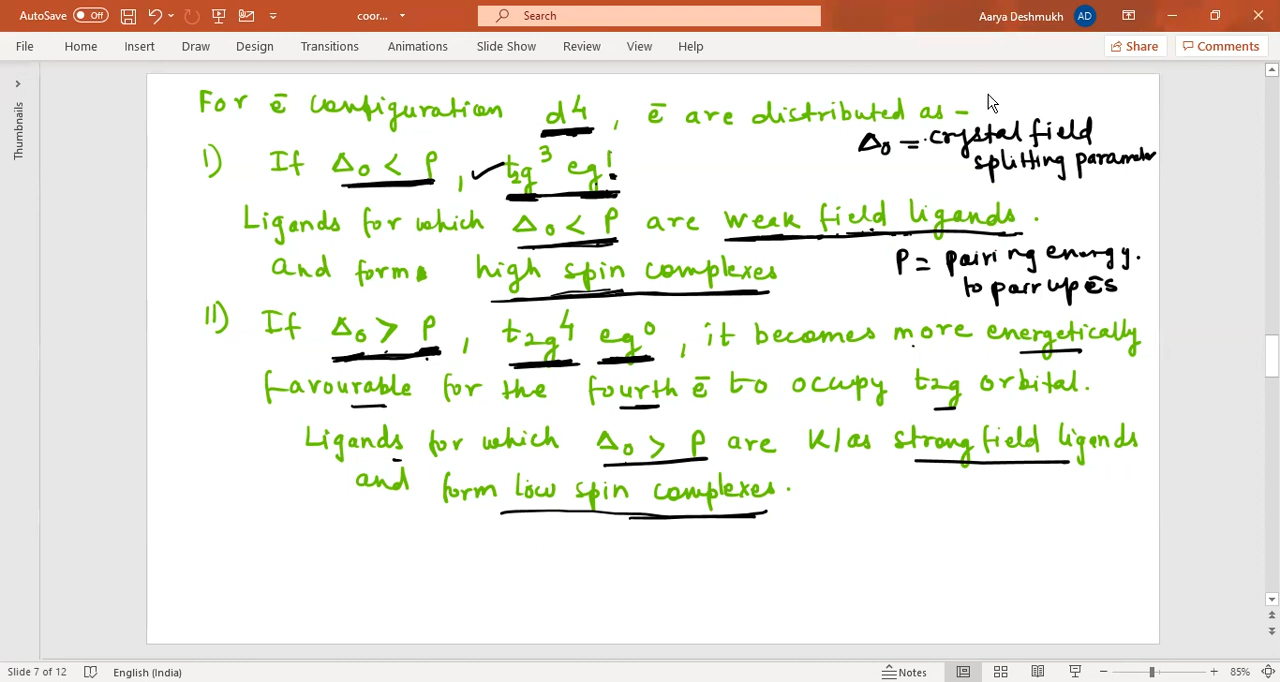 AutoSave Off coor... Search Aarya Deshmukh AD
File Home Insert Draw Design Transitions Animations Slide Show Review View Help Share Comments
Thumbnails
For ē configuration d4, ē are distributed as -
Δo = crystal field
splitting parameter
I) If Δo < P, ✓ t2g³ eg¹.
Ligands for which Δo < P are weak field ligands.
and form high spin complexes
P = pairing energy.
to pair up ēs
II) If Δo > P, t2g⁴ eg⁰, it becomes more energetically
favourable for the fourth ē to occupy t2g orbital.
Ligands for which Δo > P are K/as strong field ligands
and form low spin complexes.
Slide 7 of 12 English (India) Notes 85%